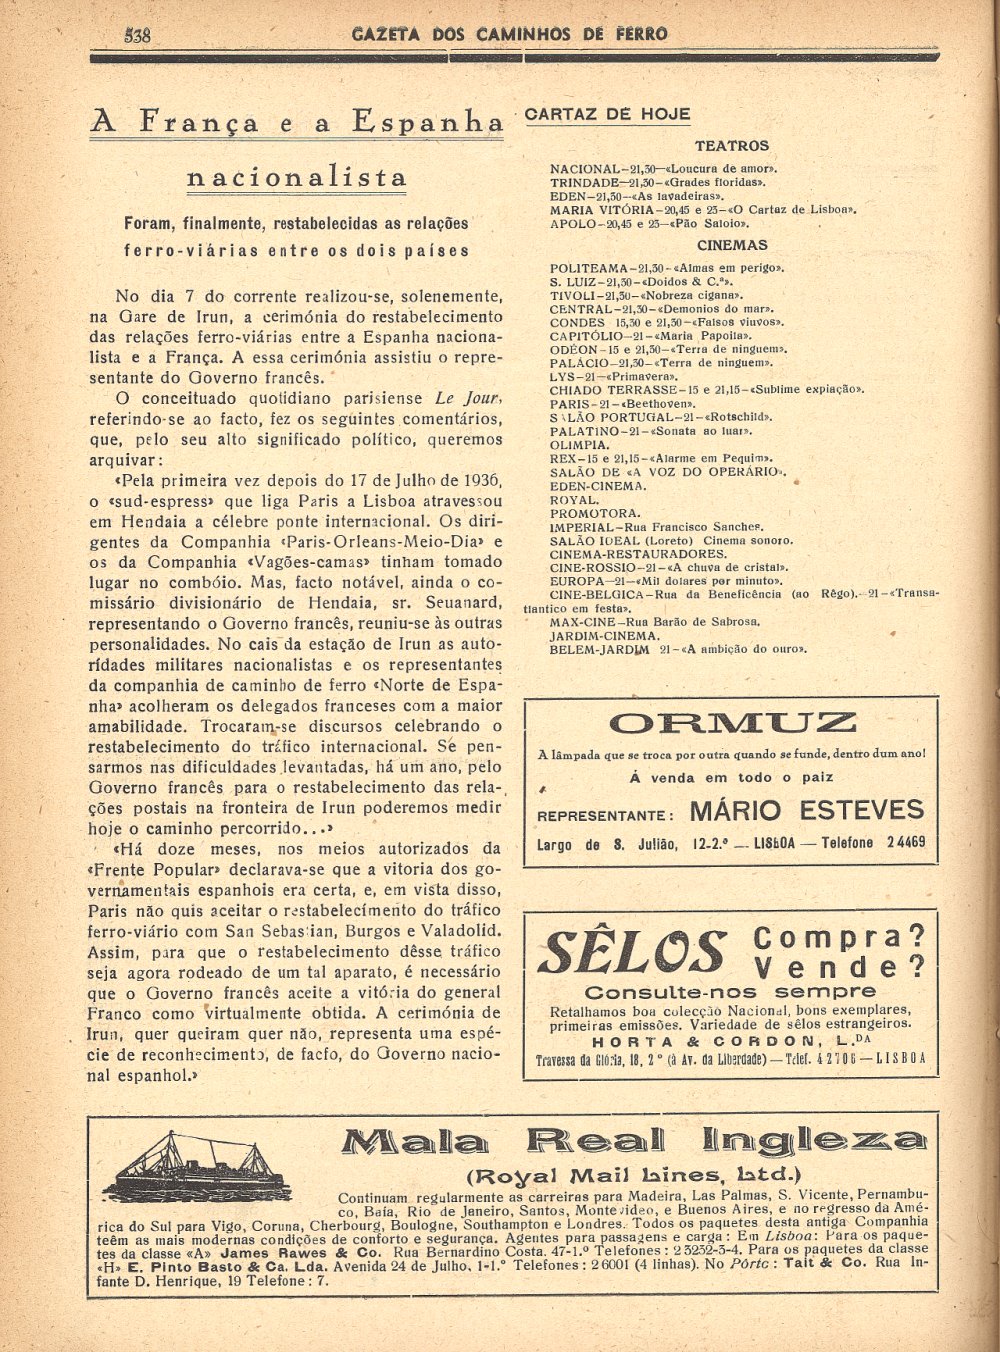 538
GAZETA DOS CAMINHOS DE FERRO
A França e a Espanha
nacionalista
Foram, finalmente, restabelecidas as relações
ferro-viárias entre os dois países
No dia 7 do corrente realizou-se, solenemente,
na Gare de Irun, a cerimónia do restabelecimento
das relações ferro-viárias entre a Espanha naciona-
lista e a França. A essa cerimónia assistiu o repre-
sentante do Governo francês.
O conceituado quotidiano parisiense Le Jour,
referindo-se ao facto, fez os seguintes comentários,
que, pelo seu alto significado político, queremos
arquivar:
«Pela primeira vez depois do 17 de Julho de 1936,
o «sud-espress» que liga Paris a Lisboa atravessou
em Hendaia a célebre ponte internacional. Os diri-
gentes da Companhia «Paris-Orleans-Meio-Dia» e
os da Companhia «Vagões-camas» tinham tomado
lugar no combóio. Mas, facto notável, ainda o co-
missário divisionário de Hendaia, sr. Seuanard,
representando o Governo francês, reuniu-se às outras
personalidades. No cais da estação de Irun as auto-
ridades militares nacionalistas e os representantes
da companhia de caminho de ferro «Norte de Espa-
nha» acolheram os delegados franceses com a maior
amabilidade. Trocaram-se discursos celebrando o
restabelecimento do tráfico internacional. Se pen-
sarmos nas dificuldades levantadas, há um ano, pelo
Governo francês para o restabelecimento das rela-
ções postais na fronteira de Irun poderemos medir
hoje o caminho percorrido...»
«Há doze meses, nos meios autorizados da
«Frente Popular» declarava-se que a vitoria dos go-
vernamentais espanhois era certa, e, em vista disso,
Paris não quis aceitar o restabelecimento do tráfico
ferro-viário com San Sebastian, Burgos e Valadolid.
Assim, para que o restabelecimento dêsse tráfico
seja agora rodeado de um tal aparato, é necessário
que o Governo francês aceite a vitória do general
Franco como virtualmente obtida. A cerimónia de
Irun, quer queiram quer não, representa uma espé-
cie de reconhecimento, de facto, do Governo nacio-
nal espanhol.»
CARTAZ DE HOJE
TEATROS
NACIONAL—21,30—«Loucura de amor».
TRINDADE—21,30—«Grades floridas».
EDEN—21,30—«As lavadeiras».
MARIA VITÓRIA—20,45 e 23—«O Cartaz de Lisboa».
APOLO—20,45 e 23—«Pão Saloio».
CINEMAS
POLITEAMA—21,30—«Almas em perigo».
S. LUIZ—21,30—«Doidos & C.ª».
TIVOLI—21,30—«Nobreza cigana».
CENTRAL—21,30—«Demonios do mar».
CONDES 15,30 e 21,30—«Falsos viuvos».
CAPITÓLIO—21—«Maria Papoila».
ODÉON—15 e 21,30—«Terra de ninguem».
PALÁCIO—21,30—«Terra de ninguem».
LYS—21—«Primavera».
CHIADO TERRASSE—15 e 21,15—«Sublime expiação».
PARIS—21—«Beethoven».
SALÃO PORTUGAL—21—«Rotschild».
PALATINO—21—«Sonata ao luar».
OLIMPIA.
REX—15 e 21,15—«Alarme em Pequim».
SALÃO DE «A VOZ DO OPERÁRIO».
EDEN-CINEMA.
ROYAL.
PROMOTORA.
IMPERIAL—Rua Francisco Sanches.
SALÃO IDEAL (Loreto) Cinema sonoro.
CINEMA-RESTAURADORES.
CINE-ROSSIO—21—«A chuva de cristal».
EUROPA—21—«Mil dolares por minuto».
CINE-BELGICA—Rua da Beneficência (ao Rêgo).—21—«Transa-
tlantico em festa».
MAX-CINE—Rua Barão de Sabrosa.
JARDIM-CINEMA.
BELEM-JARDIM 21—«A ambição do ouro».
ORMUZ
A lâmpada que se troca por outra quando se funde, dentro dum ano!
Á venda em todo o paiz
REPRESENTANTE: MÁRIO ESTEVES
Largo de S. Julião, 12-2.º — LISBOA — Telefone 2 4469
SÊLOS Compra?
Vende?
Consulte-nos sempre
Retalhamos boa colecção Nacional, bons exemplares,
primeiras emissões. Variedade de sêlos estrangeiros.
HORTA & CORDON, L.DA
Travessa da Glória, 18, 2º (à Av. da Liberdade) — Telef. 4 2706 — LISBOA
Mala Real Ingleza
(Royal Mail Lines, Ltd.)
Continuam regularmente as carreiras para Madeira, Las Palmas, S. Vicente, Pernambu-
co, Baía, Rio de Janeiro, Santos, Montevideo, e Buenos Aires, e no regresso da Amé-
rica do Sul para Vigo, Coruna, Cherbourg, Boulogne, Southampton e Londres. Todos os paquetes desta antiga Companhia
teêm as mais modernas condições de conforto e segurança. Agentes para passagens e carga: Em Lisboa: Para os paque-
tes da classe «A» James Rawes & Co. Rua Bernardino Costa. 47-1.º Telefones: 2 3232-3-4. Para os paquetes da classe
«H» E. Pinto Basto & Ca. Lda. Avenida 24 de Julho, 1-1.º Telefones: 2 6001 (4 linhas). No Pôrto: Tait & Co. Rua In-
fante D. Henrique, 19 Telefone: 7.